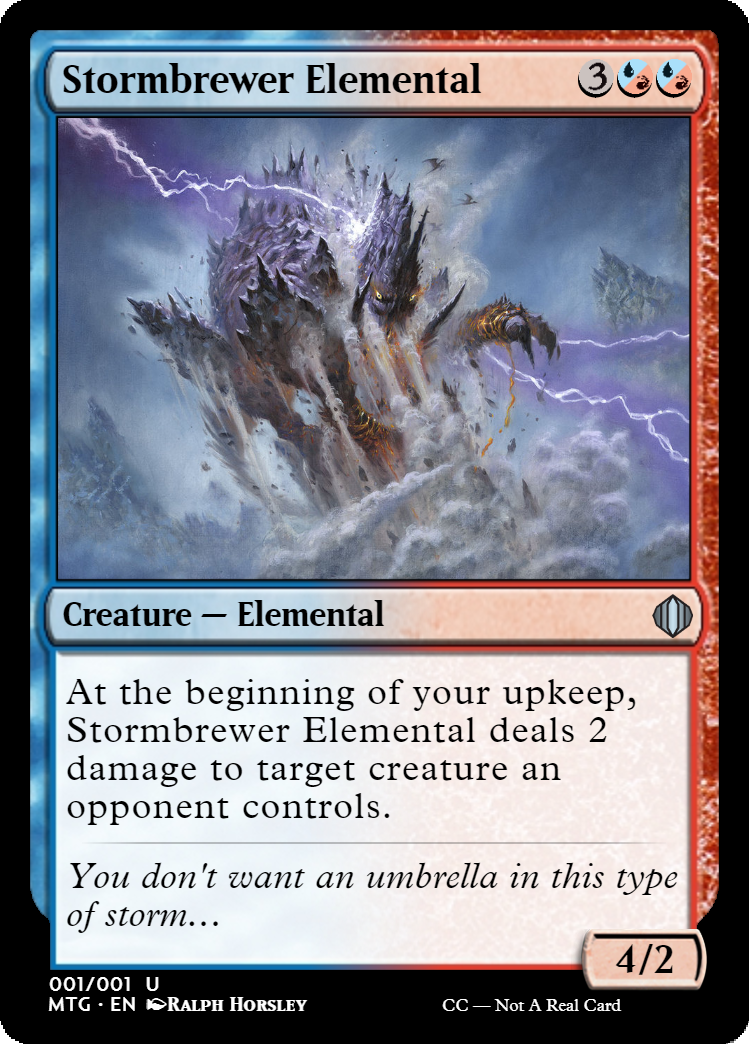 Stormbrewer Elemental 3
Creature — Elemental
At the beginning of your upkeep,
Stormbrewer Elemental deals 2
damage to target creature an
opponent controls.
You don't want an umbrella in this type
of storm...
4/2
001/001 U
MTG • EN Ralph Horsley
CC — Not A Real Card